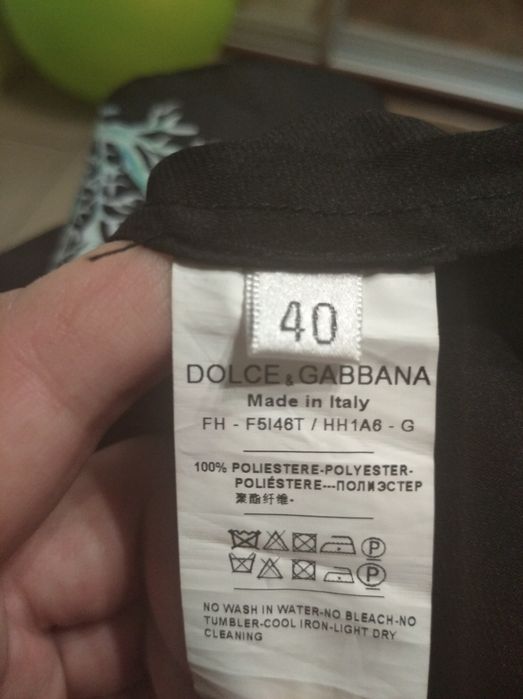 40
DOLCE & GABBANA
Made in Italy
FH - F5I46T / HH1A6 - G
100% POLIESTERE-POLYESTER-
POLIÉSTERE---ПОЛИЭСТЕР
聚酯纤维-
P
P
NO WASH IN WATER-NO BLEACH-NO
TUMBLER-COOL IRON-LIGHT DRY
CLEANING